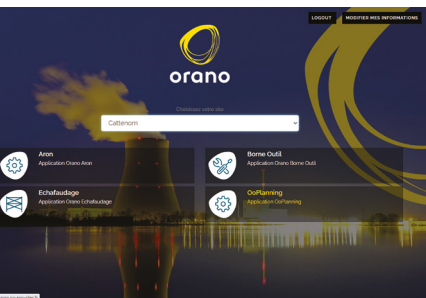 LOGOUT MODIFIER MES INFORMATIONS
orano
Choisissez votre site
Cattenom
Aron
Application Orano Aron
Borne Outil
Application Orano Borne Outil
Echafaudage
Application Orano Echafaudage
OoPlanning
Application OoPlanning